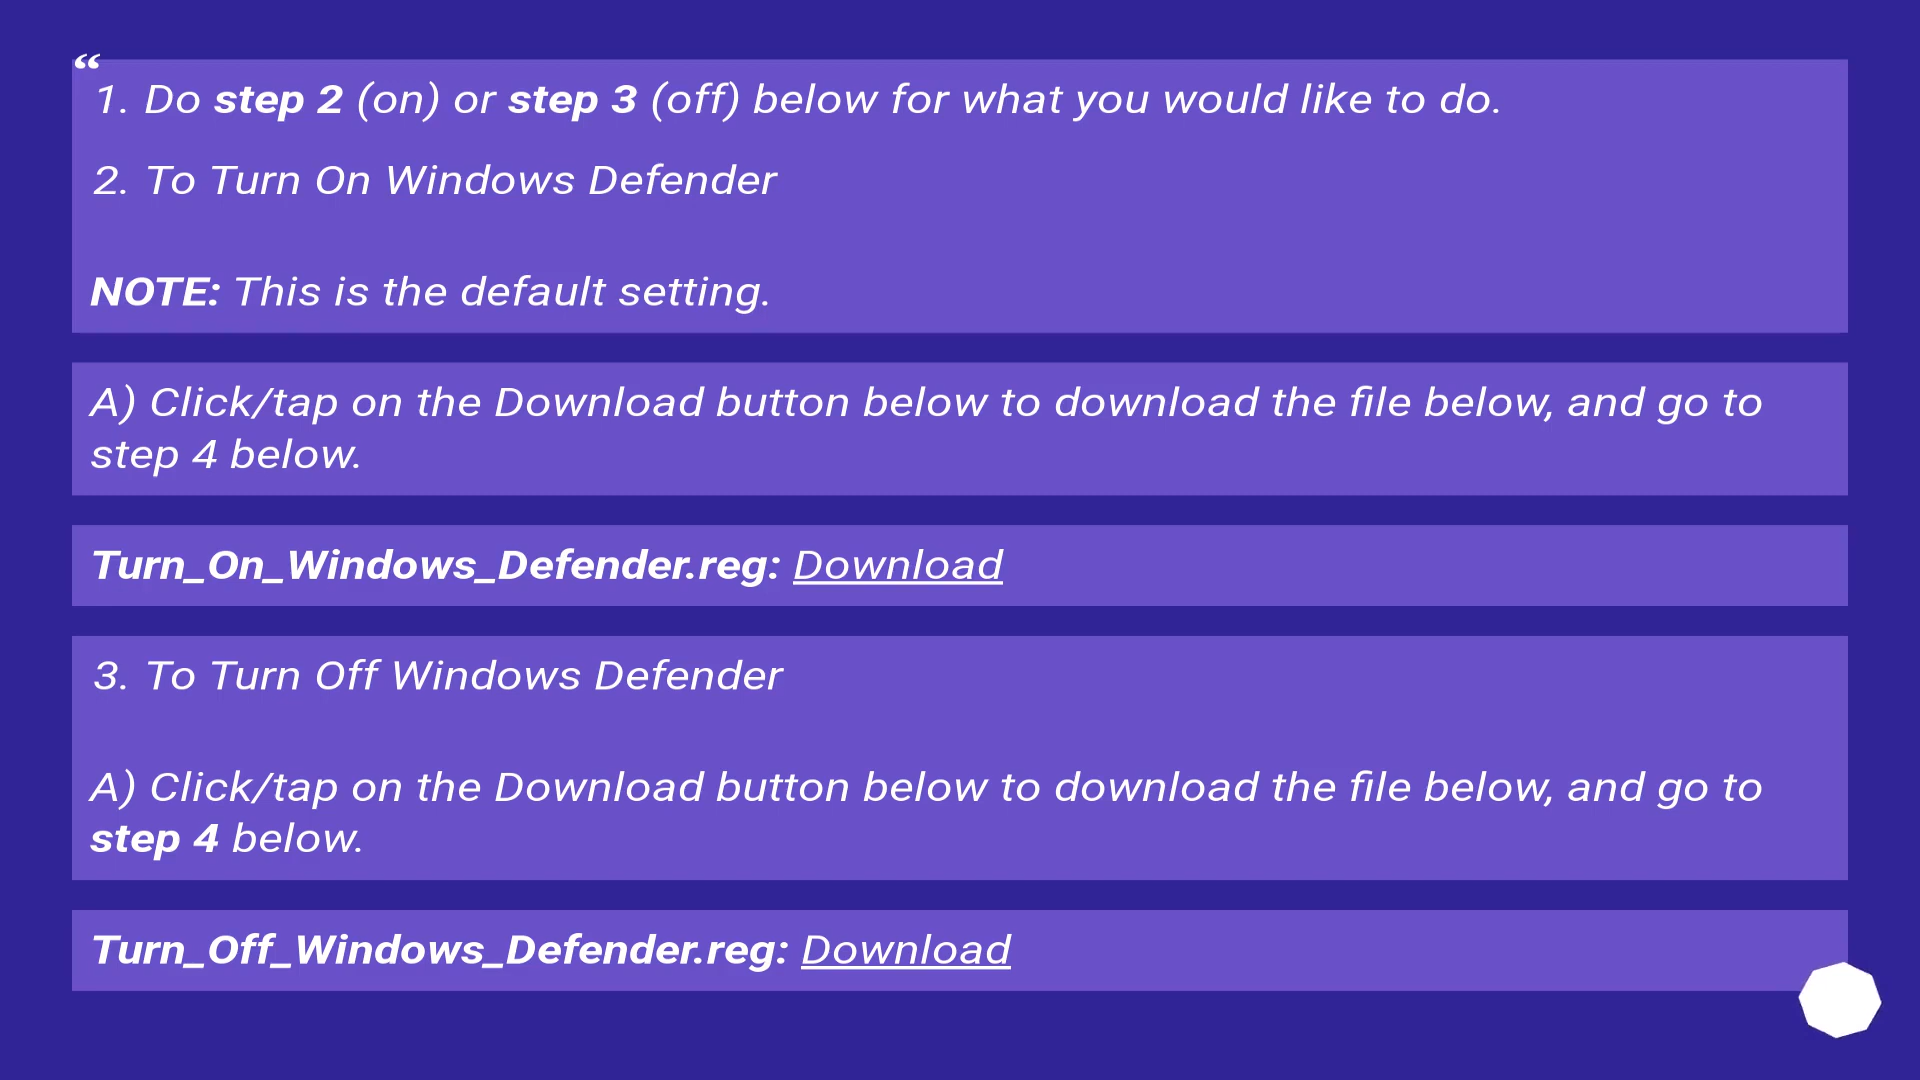 “
1. Do step 2 (on) or step 3 (off) below for what you would like to do.
2. To Turn On Windows Defender
NOTE: This is the default setting.
A) Click/tap on the Download button below to download the file below, and go to
step 4 below.
Turn_On_Windows_Defender.reg: Download
3. To Turn Off Windows Defender
A) Click/tap on the Download button below to download the file below, and go to
step 4 below.
Turn_Off_Windows_Defender.reg: Download